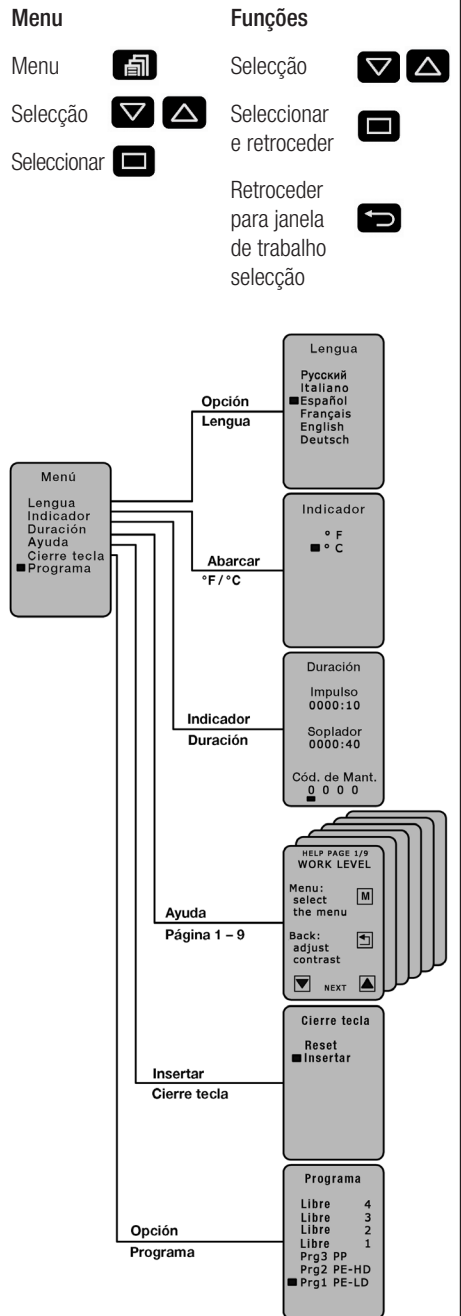 Menu
Menu
Selecção
Seleccionar
Funções
Selecção
Seleccionar
e retroceder
Retroceder
para janela
de trabalho
selecção
Menú
Lengua
Indicador
Duración
Ayuda
Cierre tecla
Programa
Opción
Lengua
Lengua
Русский
Italiano
Español
Français
English
Deutsch
Abarcar
°F / °C
Indicador
° F
° C
Indicador
Duración
Duración
Impulso
0000:10
Soplador
0000:40
Cód. de Mant.
0 0 0 0
Ayuda
Página 1 – 9
HELP PAGE 1/9
WORK LEVEL
Menu:
select M
the menu
Back:
adjust
contrast
NEXT
Insertar
Cierre tecla
Cierre tecla
Reset
Insertar
Opción
Programa
Programa
Libre 4
Libre 3
Libre 2
Libre 1
Prg3 PP
Prg2 PE-HD
Prg1 PE-LD